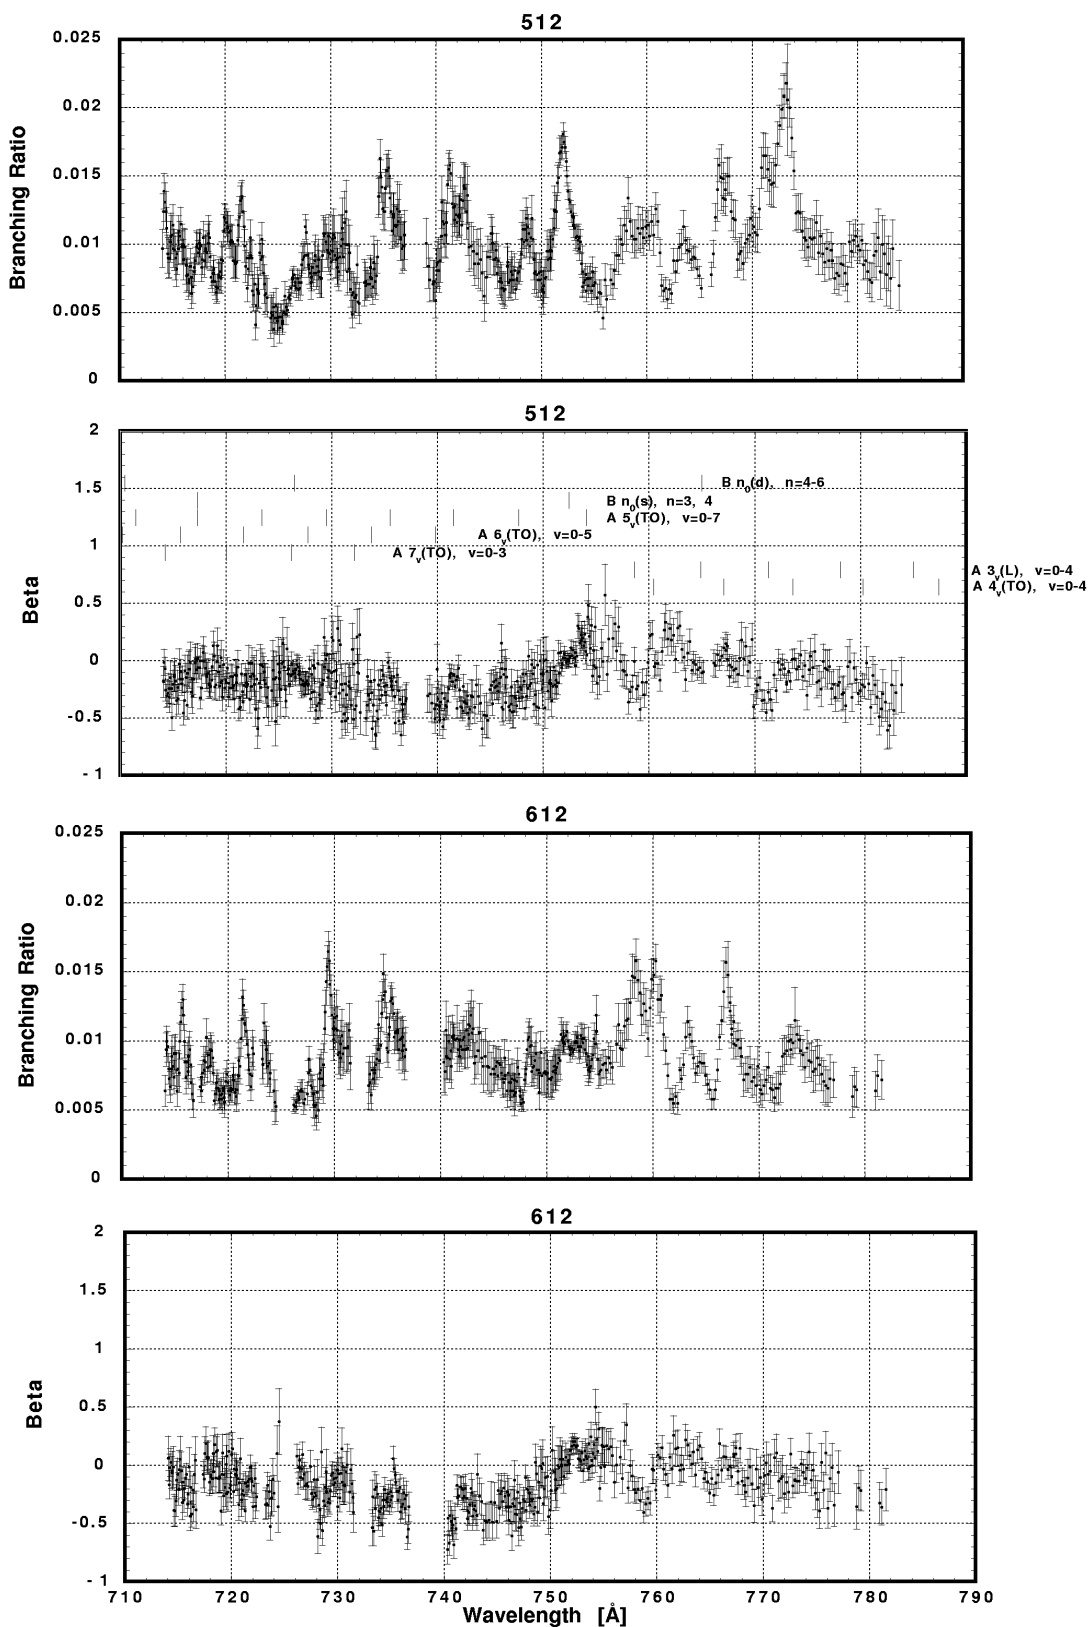 512
0.025
0.02
0.015
0.01
0.005
0
Branching Ratio
512
2
1.5
1
0.5
0
-0.5
-1
Beta
B n0(d), n=4-6
B n0(s), n=3, 4
A 5v(TO), v=0-7
A 6v(TO), v=0-5
A 7v(TO), v=0-3
A 3v(L), v=0-4
A 4v(TO), v=0-4
612
0.025
0.02
0.015
0.01
0.005
0
Branching Ratio
612
2
1.5
1
0.5
0
-0.5
-1
Beta
710 720 730 740 750 760 770 780 790
Wavelength [Å]